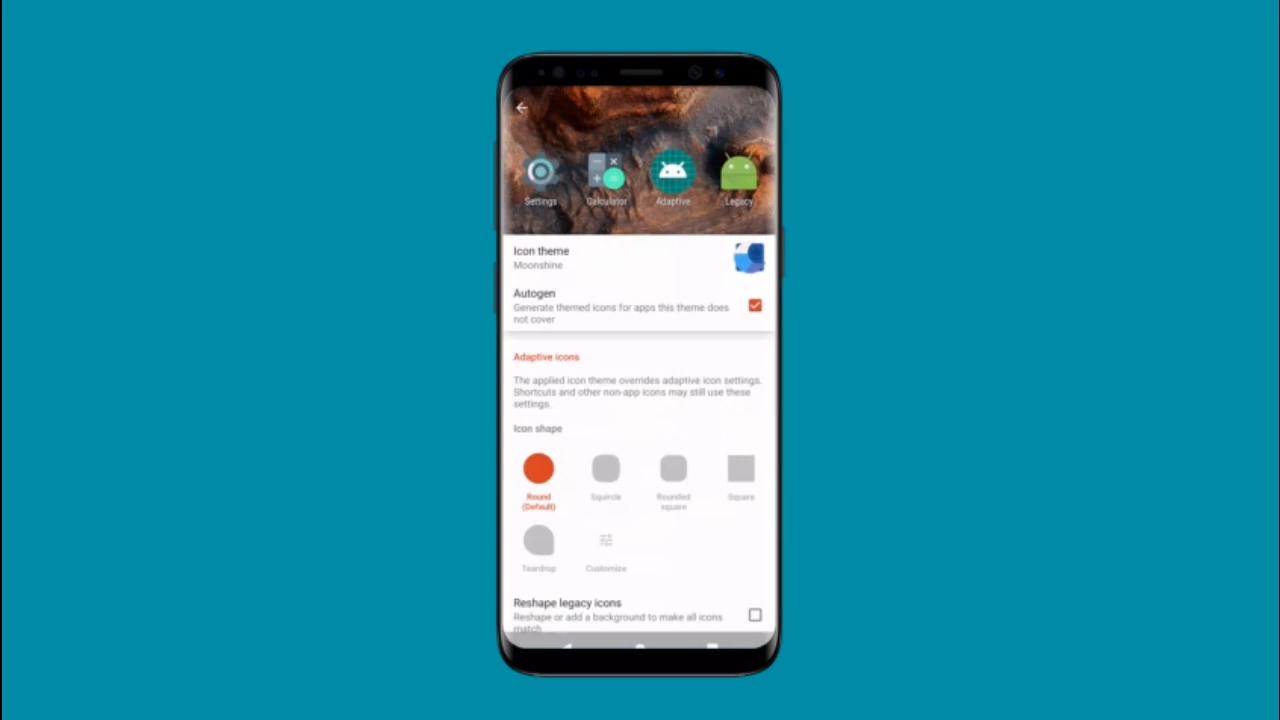 Settings Calculator Adaptive Legacy
Icon theme
Moonshine
Autogen
Generate themed icons for apps this theme does
not cover
Adaptive icons
The applied icon theme overrides adaptive icon settings.
Shortcuts and other non-app icons may still use these
settings.
Icon shape
Round Squircle Rounded Square
(Default) square
Teardrop Customize
Reshape legacy icons
Reshape or add a background to make all icons
match